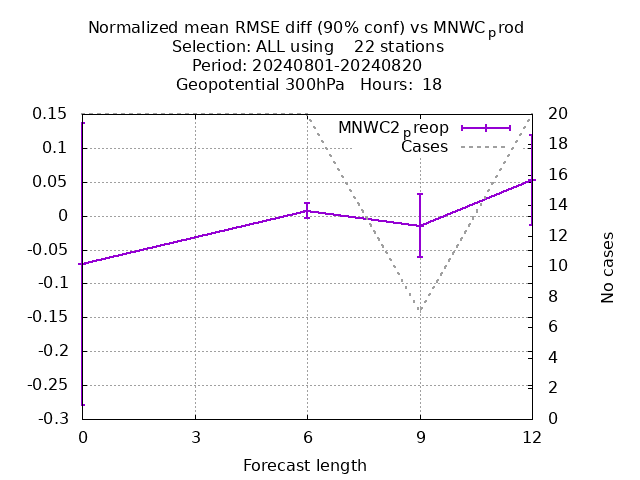 Normalized mean RMSE diff (90% conf) vs MNWCprod
Selection: ALL using    22 stations
Period: 20240801-20240820
Geopotential 300hPa   Hours:  18
MNWC2preop
Cases
0.15
0.1
0.05
0
-0.05
-0.1
-0.15
-0.2
-0.25
-0.3
20
18
16
14
12
10
8
6
4
2
0
No cases
0 3 6 9 12
Forecast length